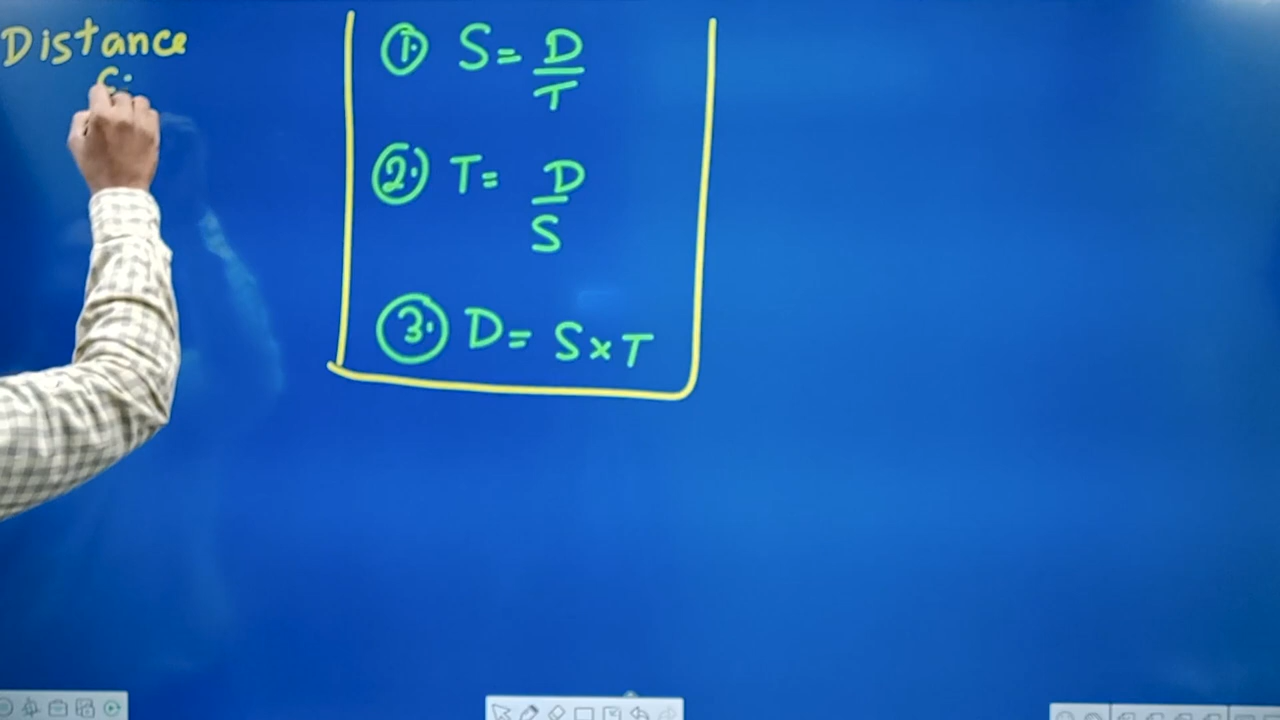 Distance
① S = D/T
② T = D/S
③ D = S × T